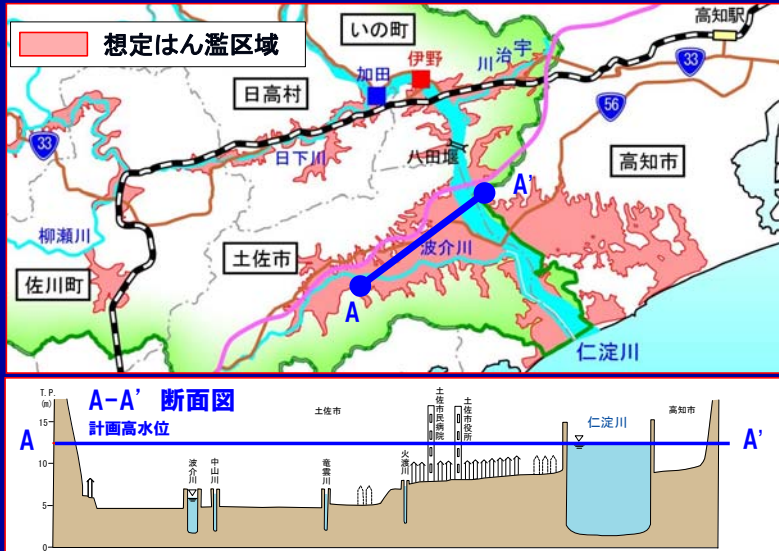 想定はん濫区域
いの町
高知駅
伊野
加田
宇治川
33
日高村
56
33
日下川
八田堰
高知市
A'
柳瀬川
土佐市
波介川
佐川町
A
仁淀川
T.P.
(m)
A-A' 断面図
計画高水位
土佐市
土佐市民病院
土佐市役所
仁淀川
高知市
15
A
A'
波介川
中山川
竜雲川
火渡川
10
5
0